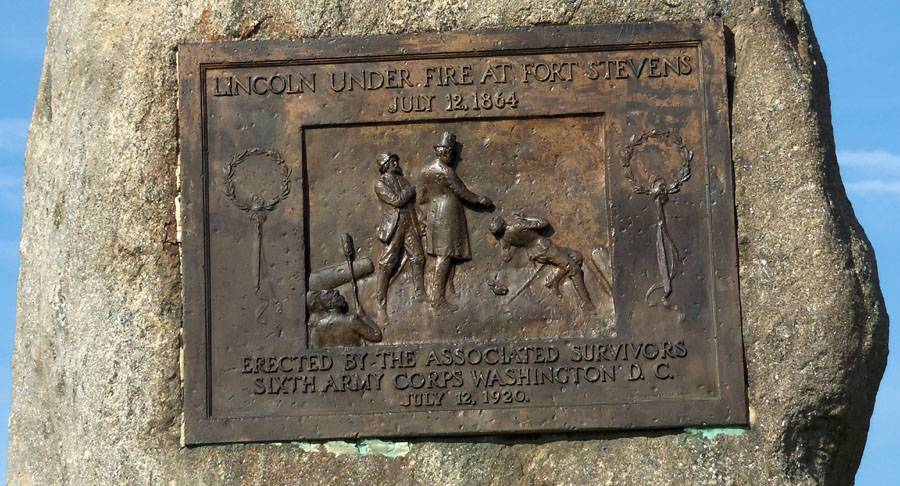 LINCOLN UNDER FIRE AT FORT STEVENS
JULY 12, 1864
ERECTED BY THE ASSOCIATED SURVIVORS
SIXTH ARMY CORPS WASHINGTON D. C.
JULY 12, 1920.